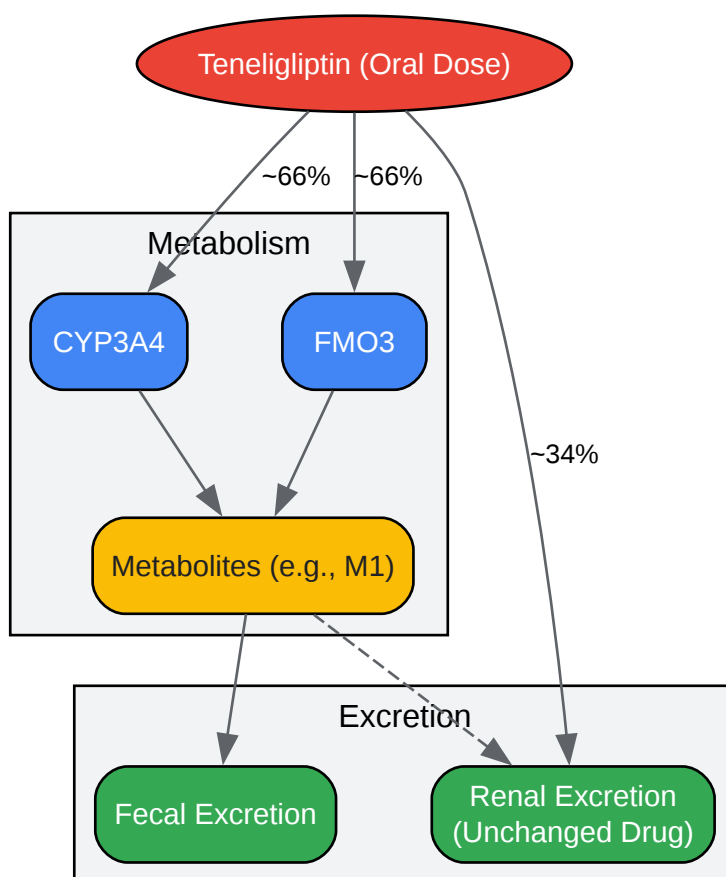 Teneligliptin (Oral Dose)
~66%
~66%
Metabolism
CYP3A4
FMO3
~34%
Metabolites (e.g., M1)
Excretion
Fecal Excretion
Renal Excretion
(Unchanged Drug)